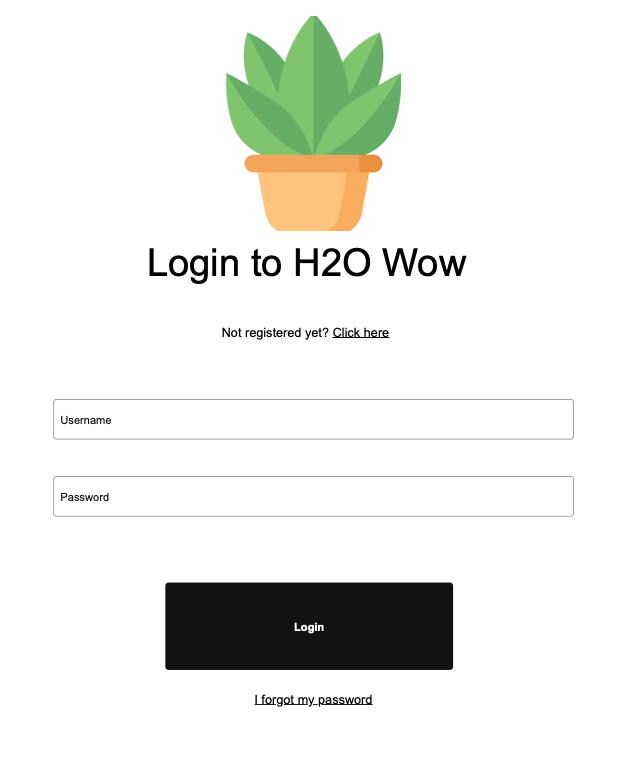 Login to H2O Wow
Not registered yet? Click here
Username
Password
Login
I forgot my password